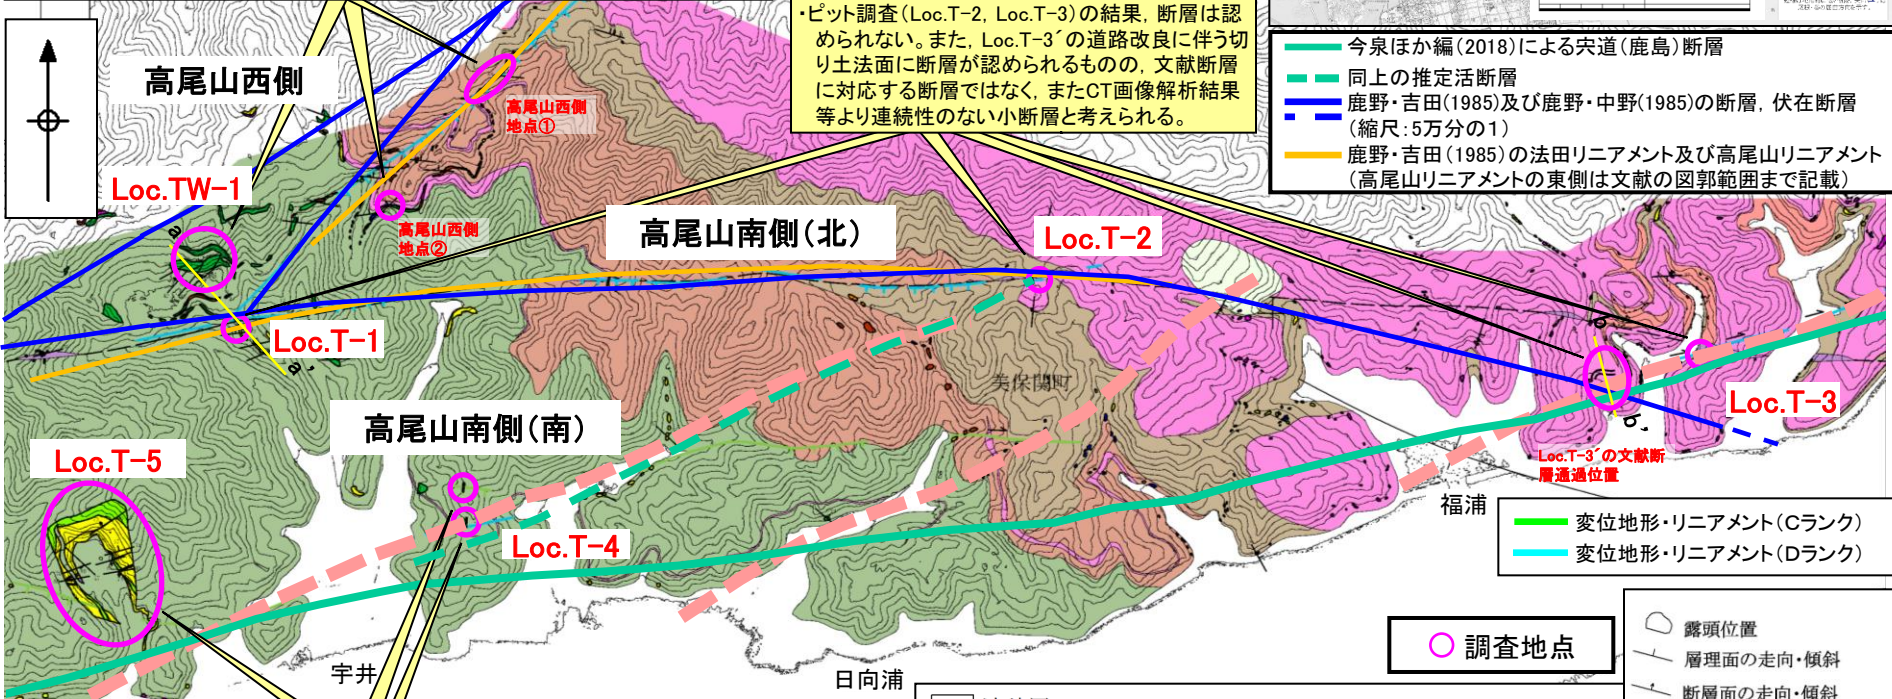 ・ピット調査(Loc.T-2, Loc.T-3)の結果, 断層は認
められない。また, Loc.T-3´の道路改良に伴う切
り土法面に断層が認められるものの, 文献断層
に対応する断層ではなく, またCT画像解析結果
等より連続性のない小断層と考えられる。
今泉ほか編(2018)による宍道(鹿島)断層
同上の推定活断層
鹿野・吉田(1985)及び鹿野・中野(1985)の断層, 伏在断層
(縮尺:5万分の1)
鹿野・吉田(1985)の法田リニアメント及び高尾山リニアメント
(高尾山リニアメントの東側は文献の図郭範囲まで記載)
高尾山西側
高尾山西側
地点①
Loc.TW-1
高尾山西側
地点②
高尾山南側(北)
Loc.T-2
a
Loc.T-1
a'
美保関町
b
Loc.T-3
b'
高尾山南側(南)
Loc.T-5
Loc.T-3´の文献断
層通過位置
Loc.T-4
福浦
変位地形・リニアメント(Cランク)
変位地形・リニアメント(Dランク)
調査地点
宇井
日向浦
露頭位置
層理面の走向・傾斜
断層面の走向・傾斜